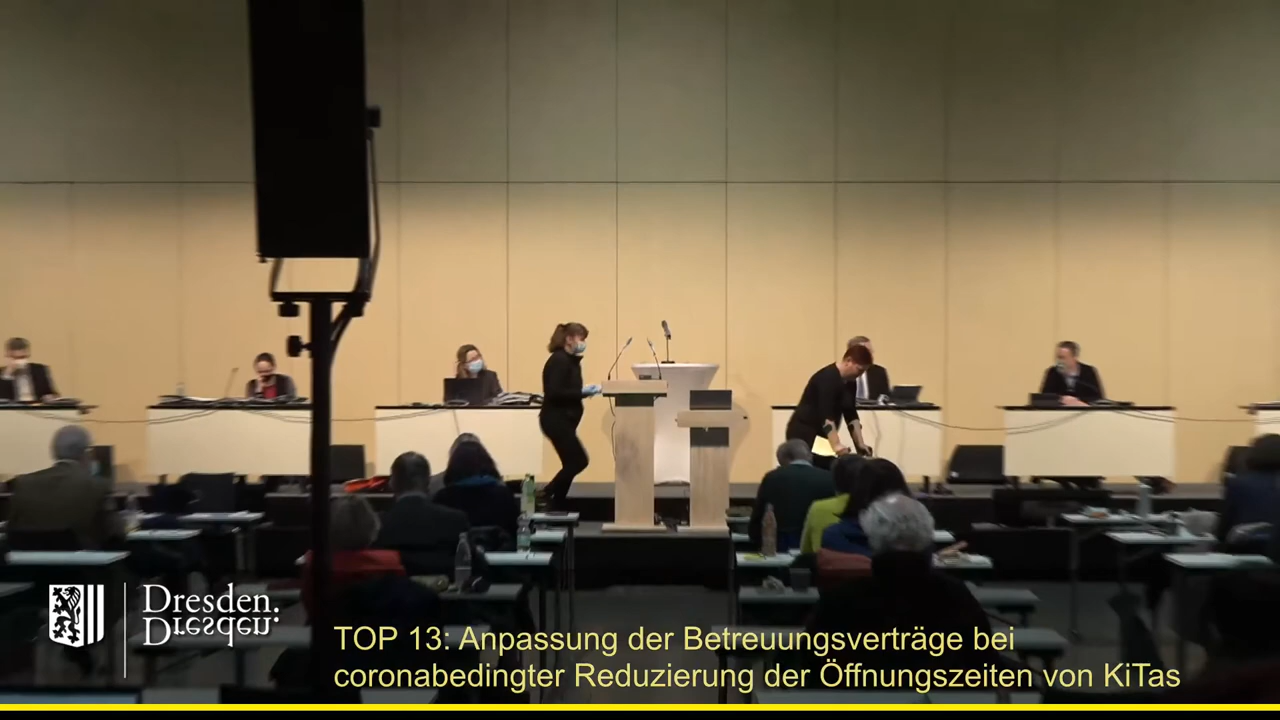 Dresden.
Dresden.
TOP 13: Anpassung der Betreuungsverträge bei
coronabedingter Reduzierung der Öffnungszeiten von KiTas